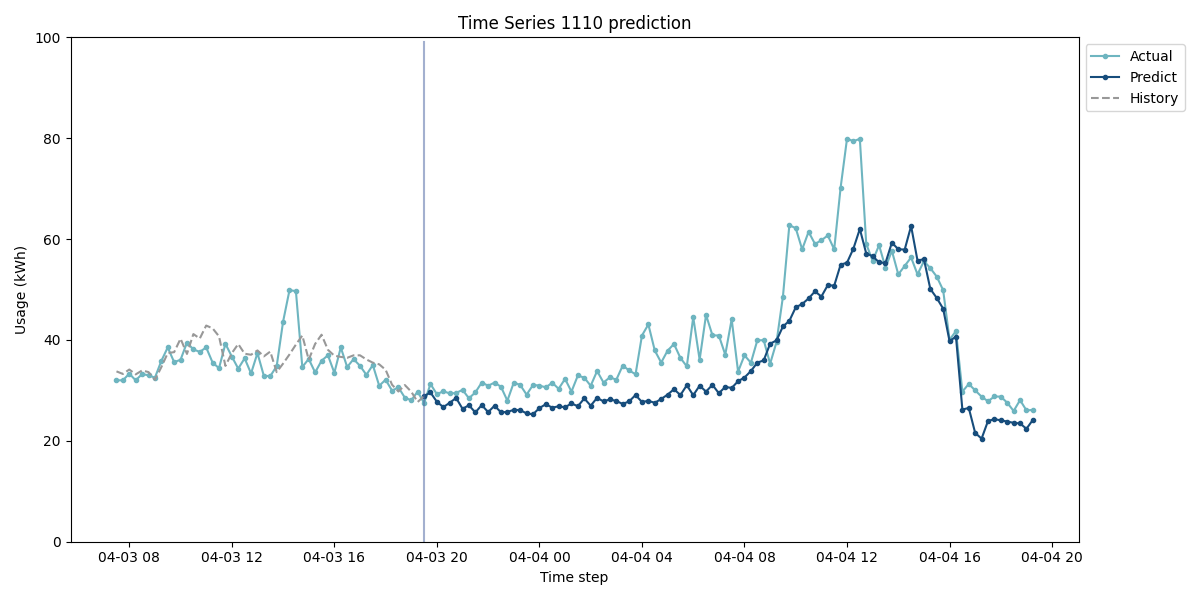 Time Series 1110 prediction
100
80
60
40
20
0
Usage (kWh)
04-03 08
04-03 12
04-03 16
04-03 20
04-04 00
04-04 04
04-04 08
04-04 12
04-04 16
04-04 20
Time step
Actual
Predict
History